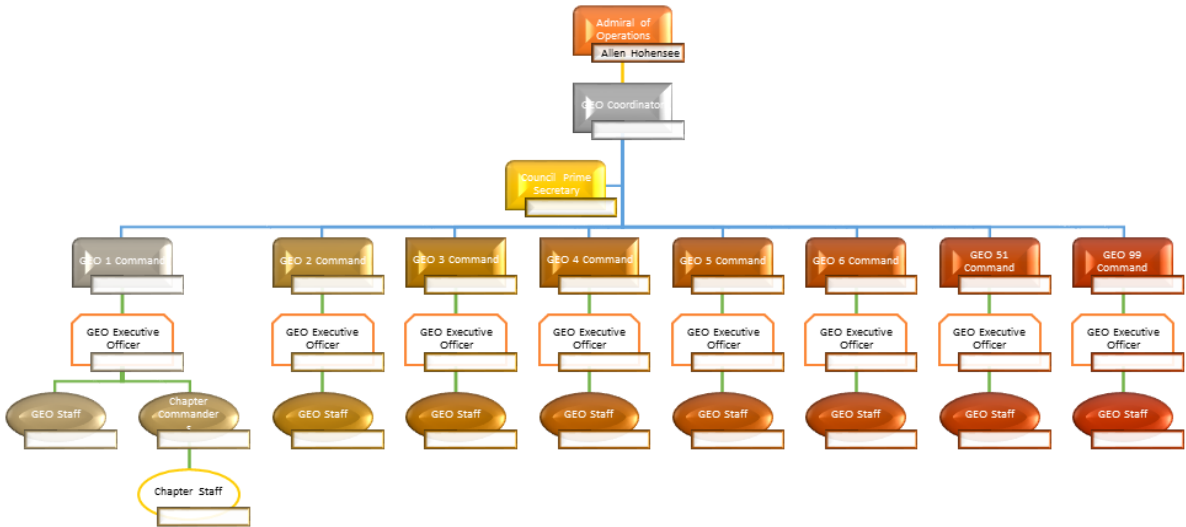 Admiral of
Operations
Allen Hohensee
GEO Coordinator
Council Prime
Secretary
GEO 1 Command
GEO 2 Command
GEO 3 Command
GEO 4 Command
GEO 5 Command
GEO 6 Command
GEO 51
Command
GEO 99
Command
GEO Executive
Officer
GEO Executive
Officer
GEO Executive
Officer
GEO Executive
Officer
GEO Executive
Officer
GEO Executive
Officer
GEO Executive
Officer
GEO Executive
Officer
GEO Staff
Chapter
Commander
s
GEO Staff
GEO Staff
GEO Staff
GEO Staff
GEO Staff
GEO Staff
GEO Staff
Chapter Staff